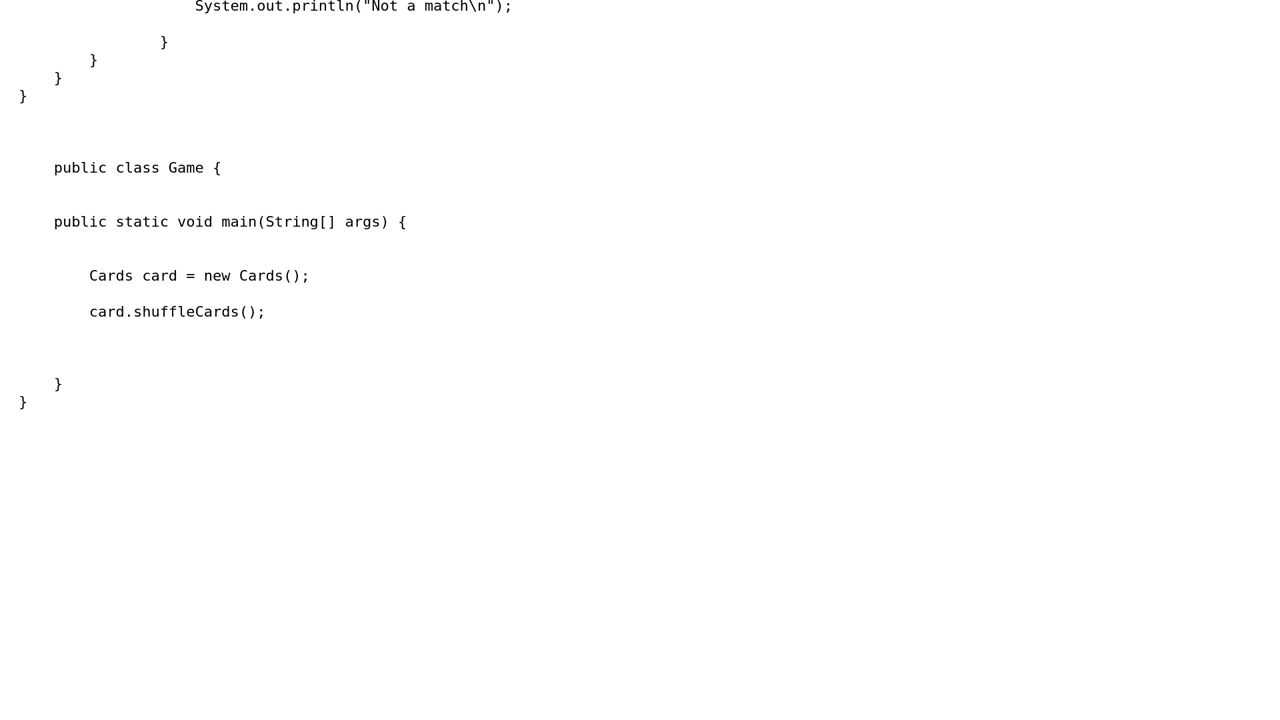 System.out.println("Not a match\n");
}
}
}
}
public class Game {
public static void main(String[] args) {
Cards card = new Cards();
card.shuffleCards();
}
}